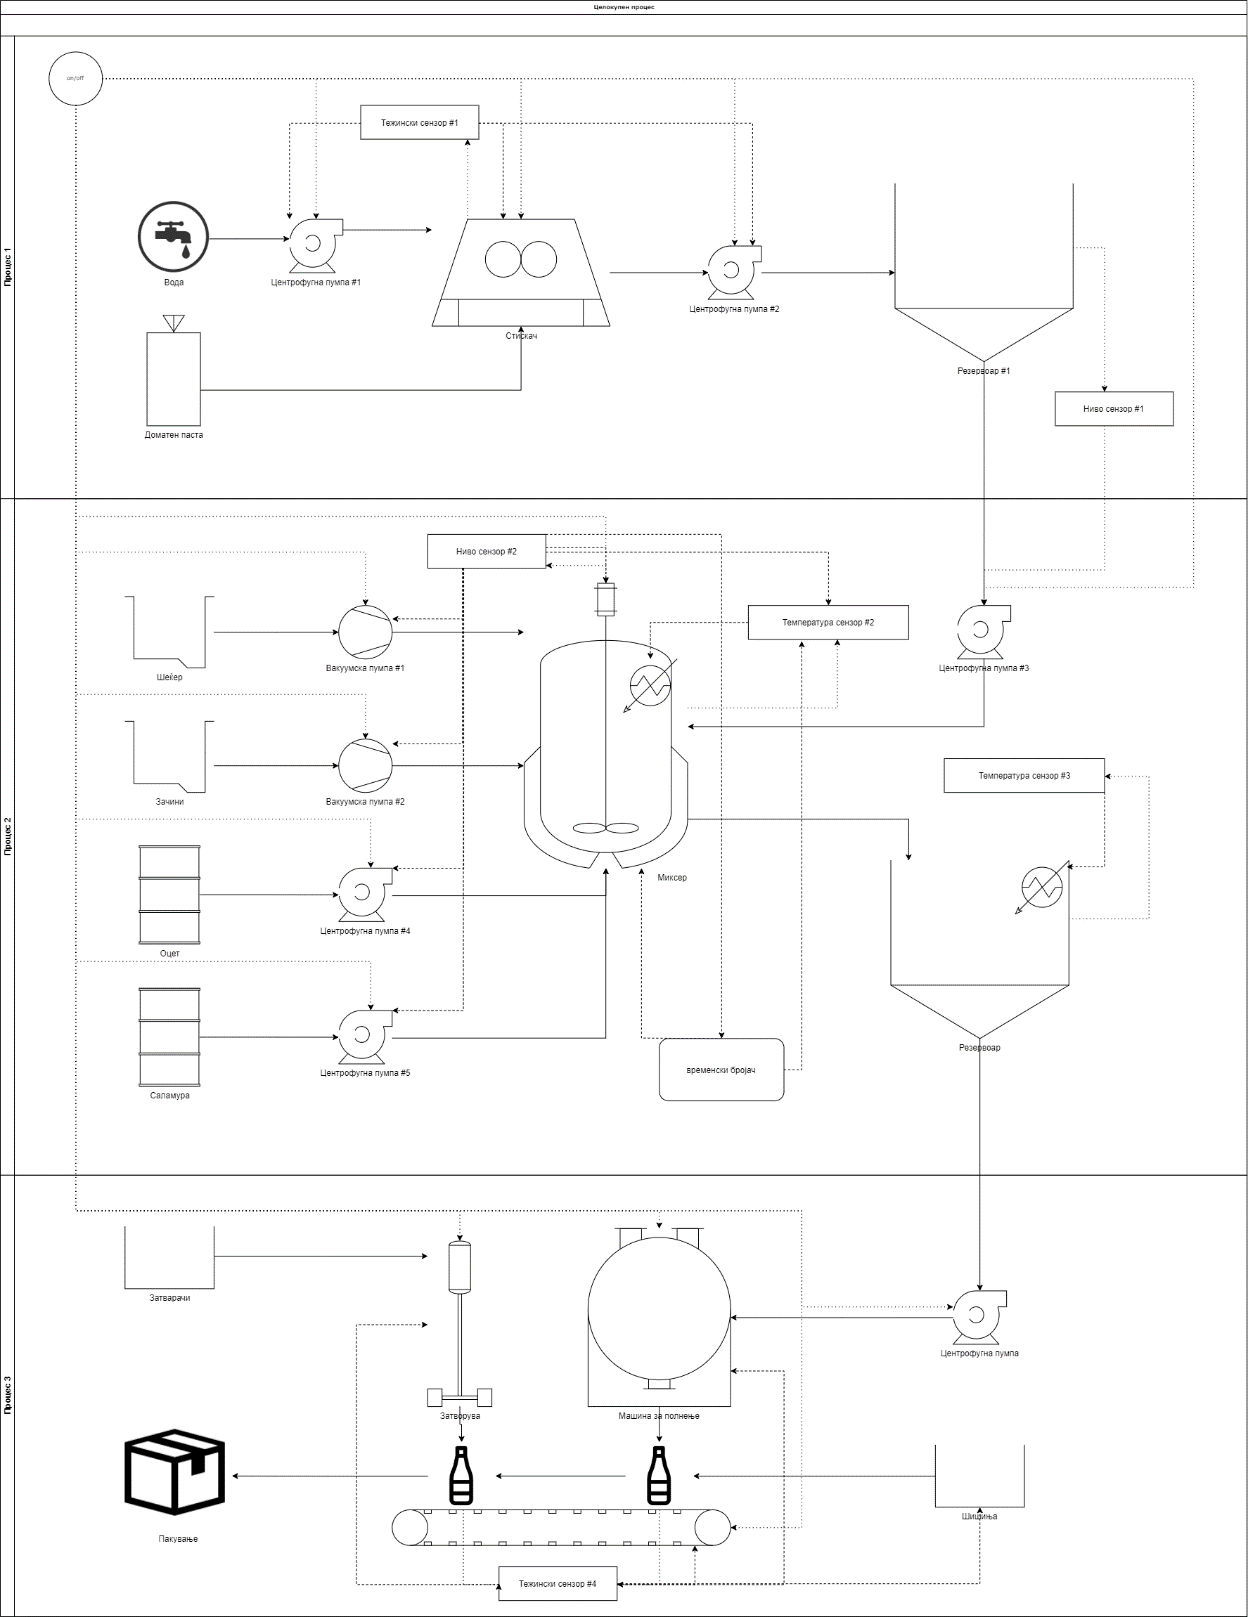 Целокупен процес
Процес 1
on/off
Тежински сензор #1
Вода
Центрофугна пумпа #1
Стискач
Центрофугна пумпа #2
Резервоар #1
Ниво сензор #1
Доматен паста
Процес 2
Ниво сензор #2
Температура сензор #2
Шеќер
Вакуумска пумпа #1
Центрофугна пумпа #3
Температура сензор #3
Зачини
Вакуумска пумпа #2
Миксер
Оцет
Центрофугна пумпа #4
Резервоар
временски бројач
Саламура
Центрофугна пумпа #5
Процес 3
Затварачи
Центрофугна пумпа
Затворува
Машина за полнење
Шишиња
Пакување
Тежински сензор #4